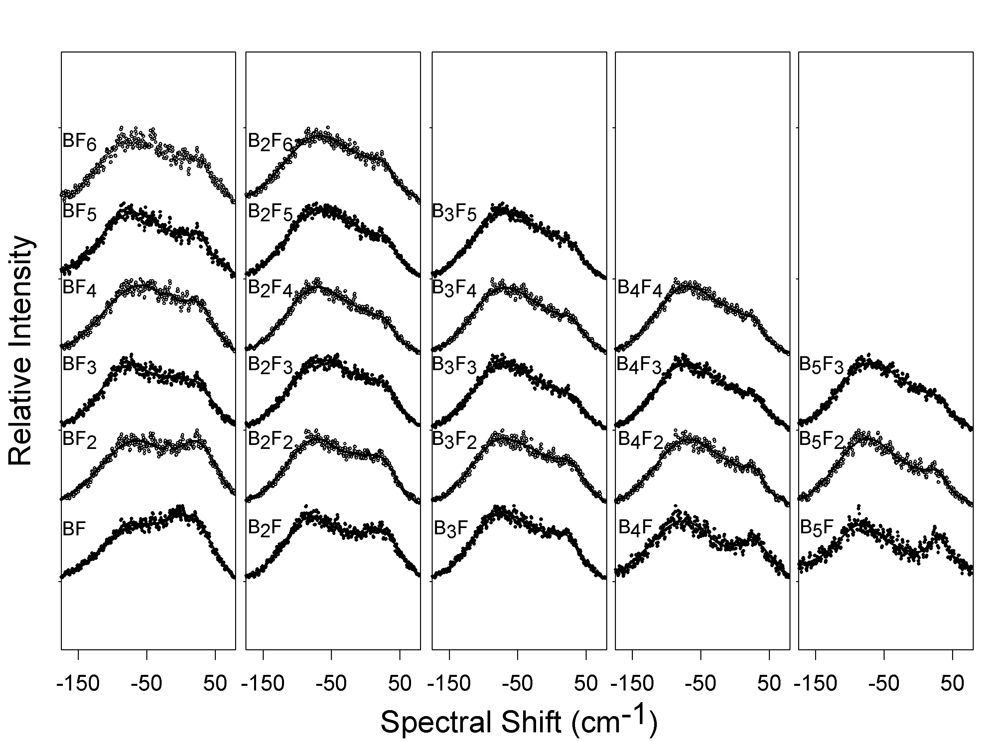 Relative Intensity
BF6 B2F6
BF5 B2F5 B3F5
BF4 B2F4 B3F4 B4F4
BF3 B2F3 B3F3 B4F3 B5F3
BF2 B2F2 B3F2 B4F2 B5F2
BF B2F B3F B4F B5F
-150 -50 50 -150 -50 50 -150 -50 50 -150 -50 50 -150 -50 50
Spectral Shift (cm-1)